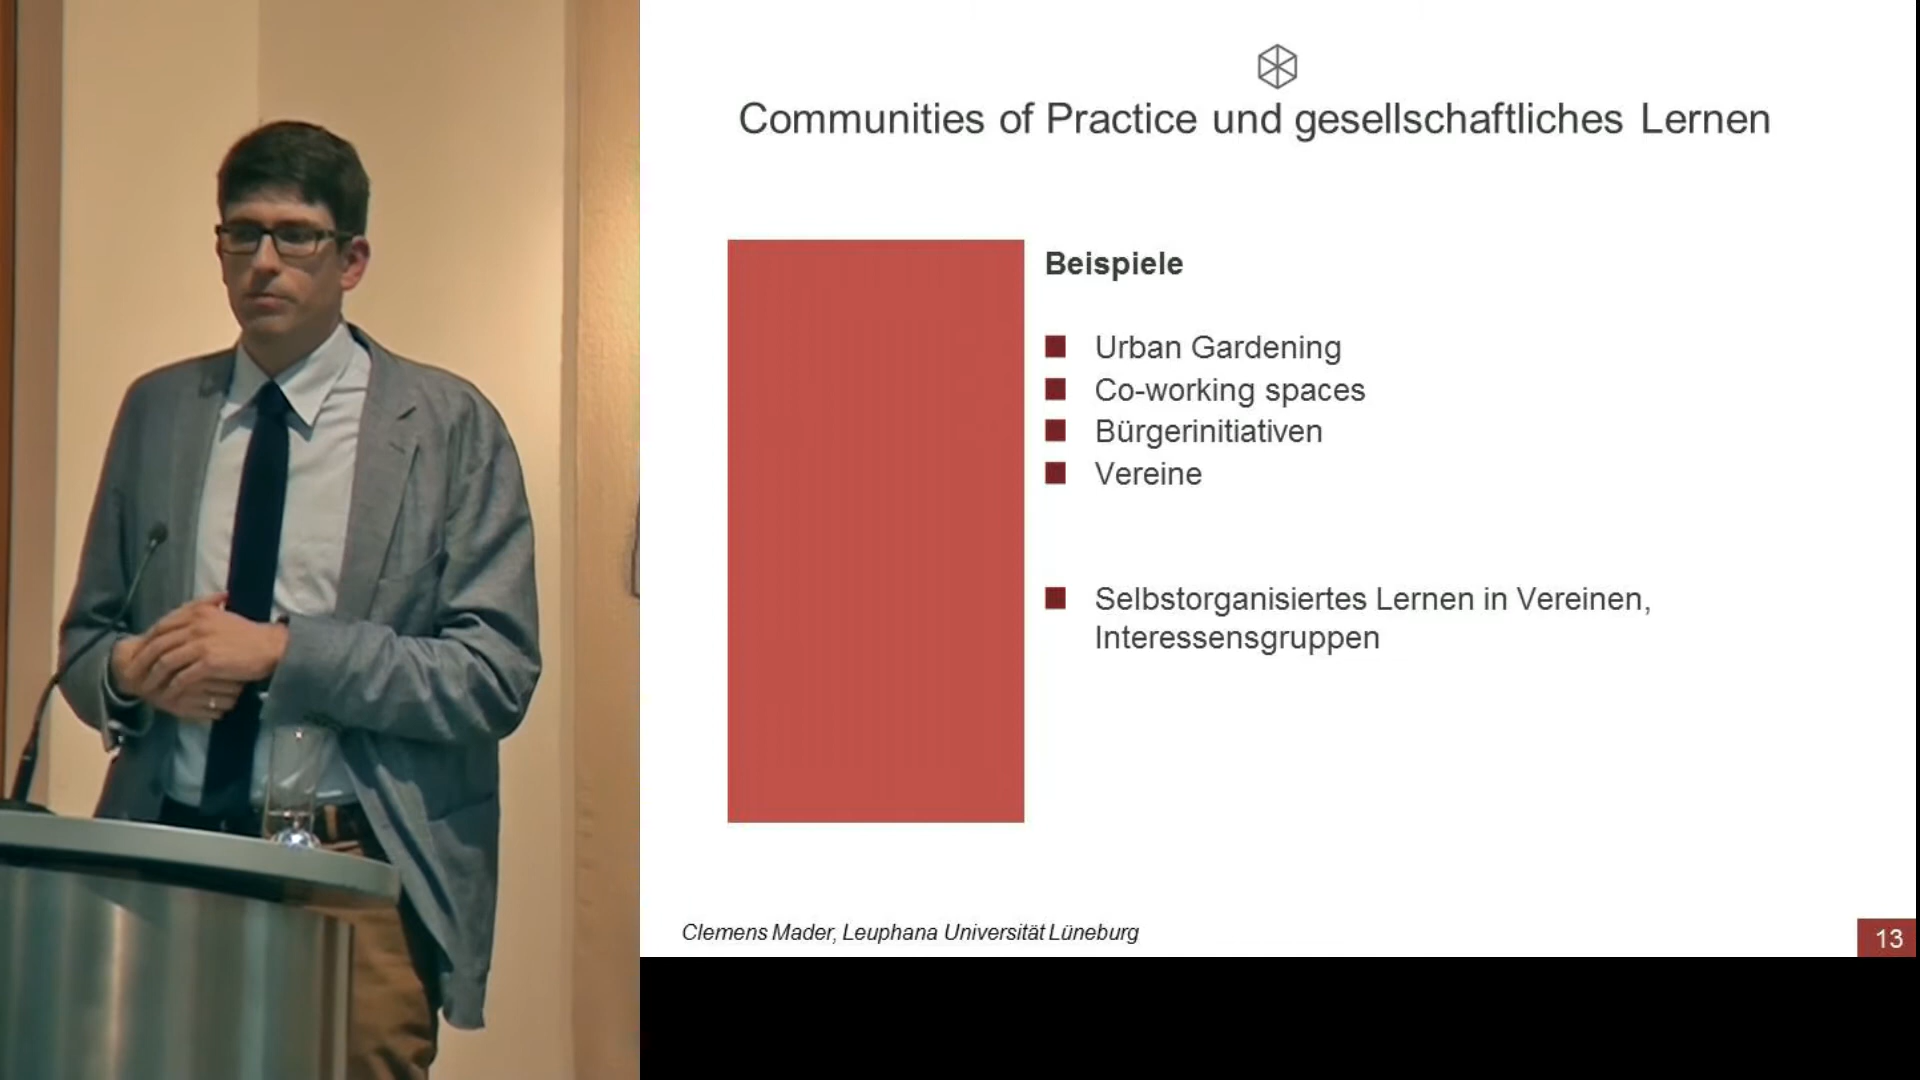 Communities of Practice und gesellschaftliches Lernen
Beispiele
Urban Gardening
Co-working spaces
Bürgerinitiativen
Vereine
Selbstorganisiertes Lernen in Vereinen,
Interessensgruppen
Clemens Mader, Leuphana Universität Lüneburg
13